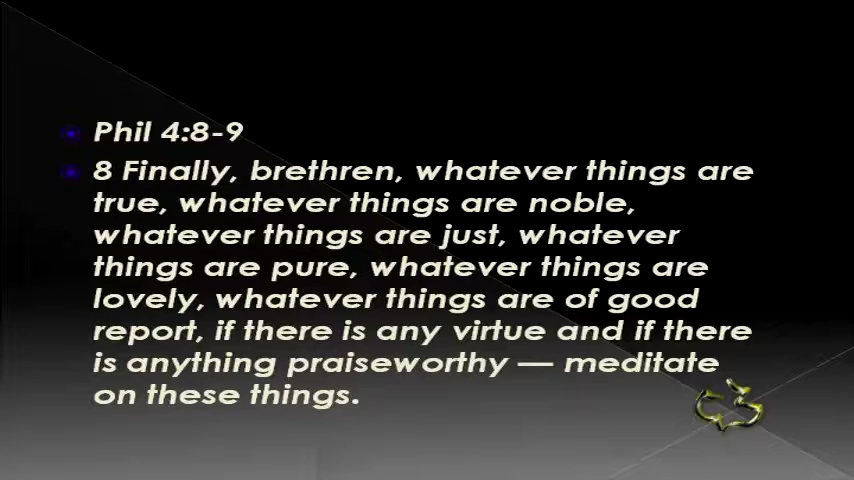 Phil 4:8-9
8 Finally, brethren, whatever things are
true, whatever things are noble,
whatever things are just, whatever
things are pure, whatever things are
lovely, whatever things are of good
report, if there is any virtue and if there
is anything praiseworthy — meditate
on these things.